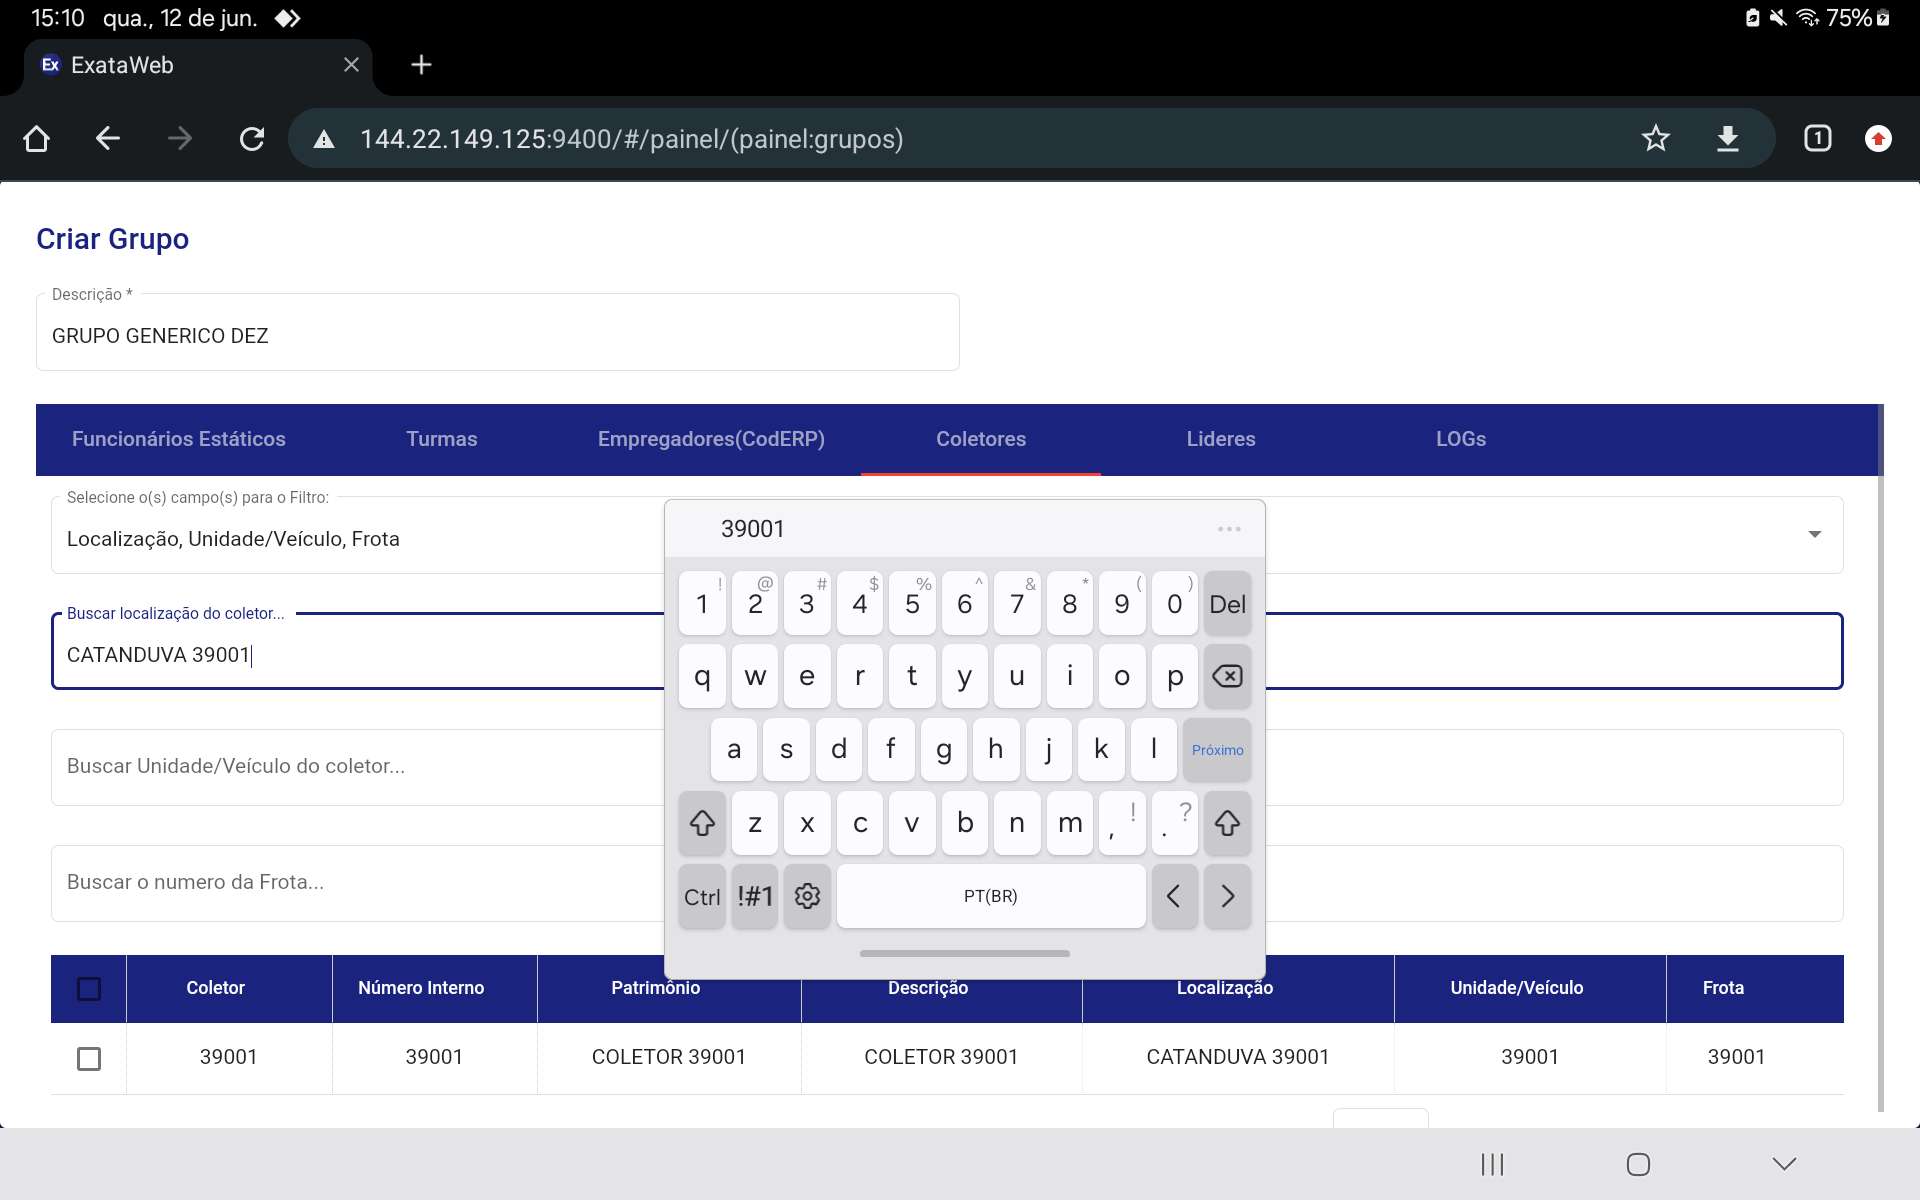 15:10 qua., 12 de jun. 75%
Ex ExataWeb
144.22.149.125:9400/#/painel/(painel:grupos) 1
Criar Grupo
Descrição *
GRUPO GENERICO DEZ
Funcionários Estáticos Turmas Empregadores(CodERP) Coletores Lideres LOGs
Selecione o(s) campo(s) para o Filtro:
Localização, Unidade/Veículo, Frota
Buscar localização do coletor...
CATANDUVA 39001
Buscar Unidade/Veículo do coletor...
Buscar o numero da Frota...
39001 ...
! @ # $ % ^ & * ( )
1 2 3 4 5 6 7 8 9 0 Del
q w e r t y u i o p
a s d f g h j k l Próximo
z x c v b n m , ! . ?
Ctrl !#1 PT(BR) < >
Coletor Número Interno Patrimônio Descrição Localização Unidade/Veículo Frota
39001 39001 COLETOR 39001 COLETOR 39001 CATANDUVA 39001 39001 39001